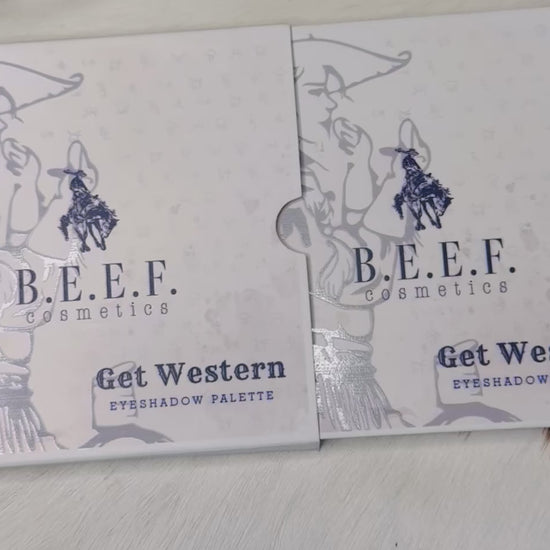 B.E.E.F.
cosmetics
Get Western
EYESHADOW PALETTE
B.E.E.F.
cosmetics
Get Wes
EYESHADOW